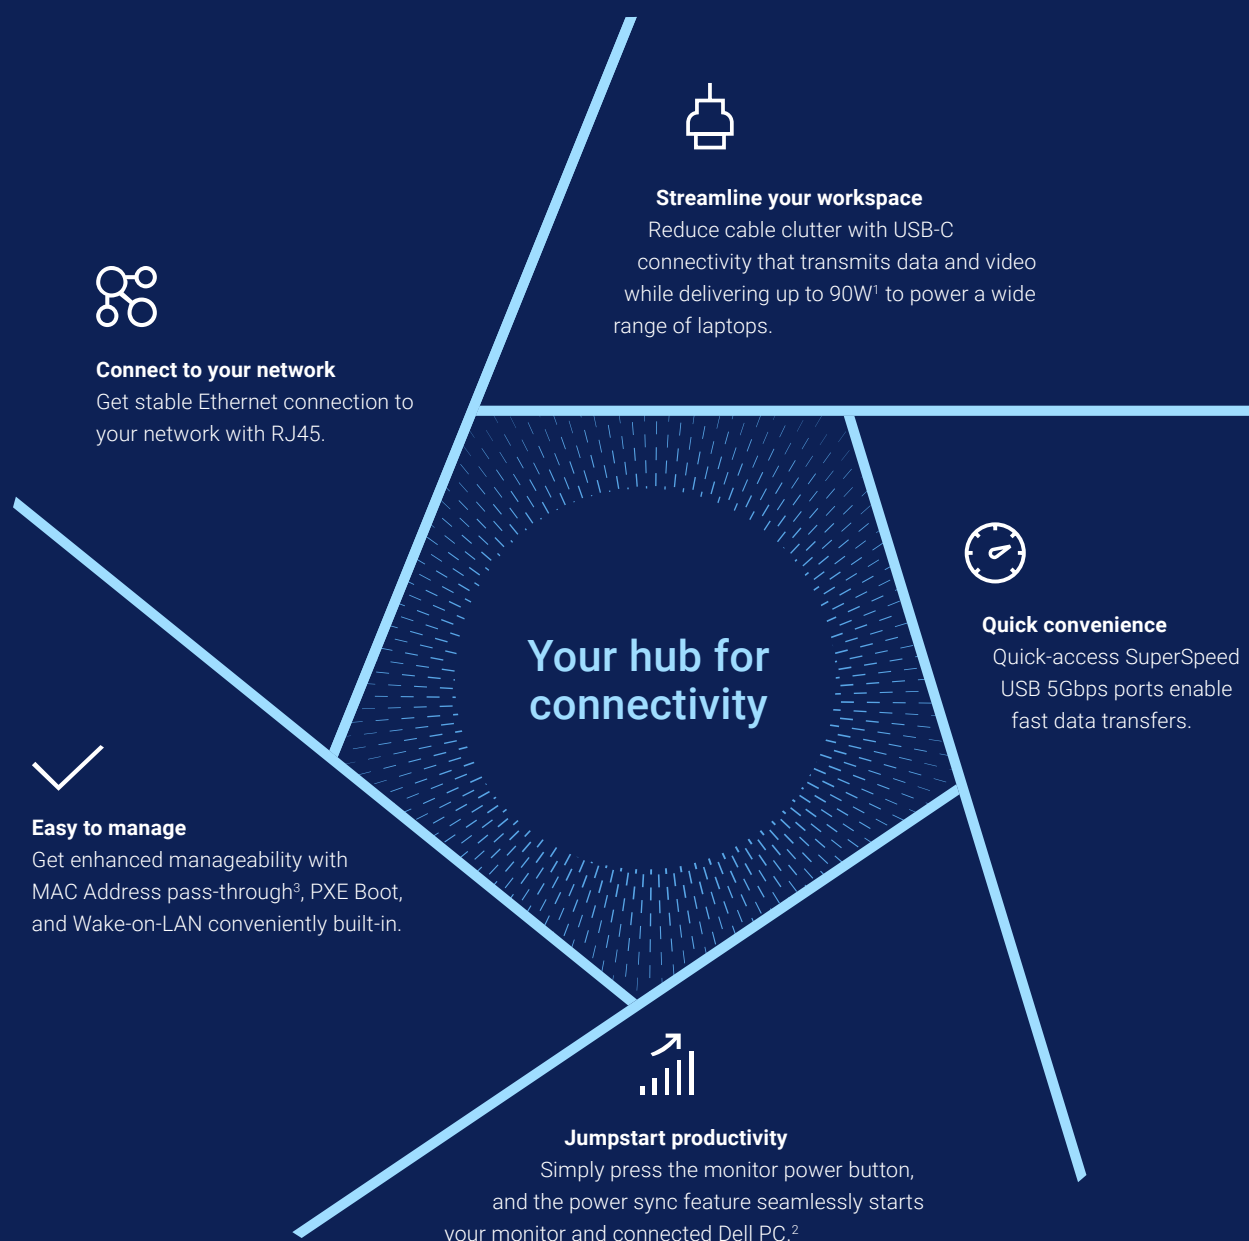 Streamline your workspace
Reduce cable clutter with USB-C
connectivity that transmits data and video
while delivering up to 90W¹ to power a wide
range of laptops.
Connect to your network
Get stable Ethernet connection to
your network with RJ45.
Your hub for
connectivity
Quick convenience
Quick-access SuperSpeed
USB 5Gbps ports enable
fast data transfers.
Easy to manage
Get enhanced manageability with
MAC Address pass-through³, PXE Boot,
and Wake-on-LAN conveniently built-in.
Jumpstart productivity
Simply press the monitor power button,
and the power sync feature seamlessly starts
your monitor and connected Dell PC.²